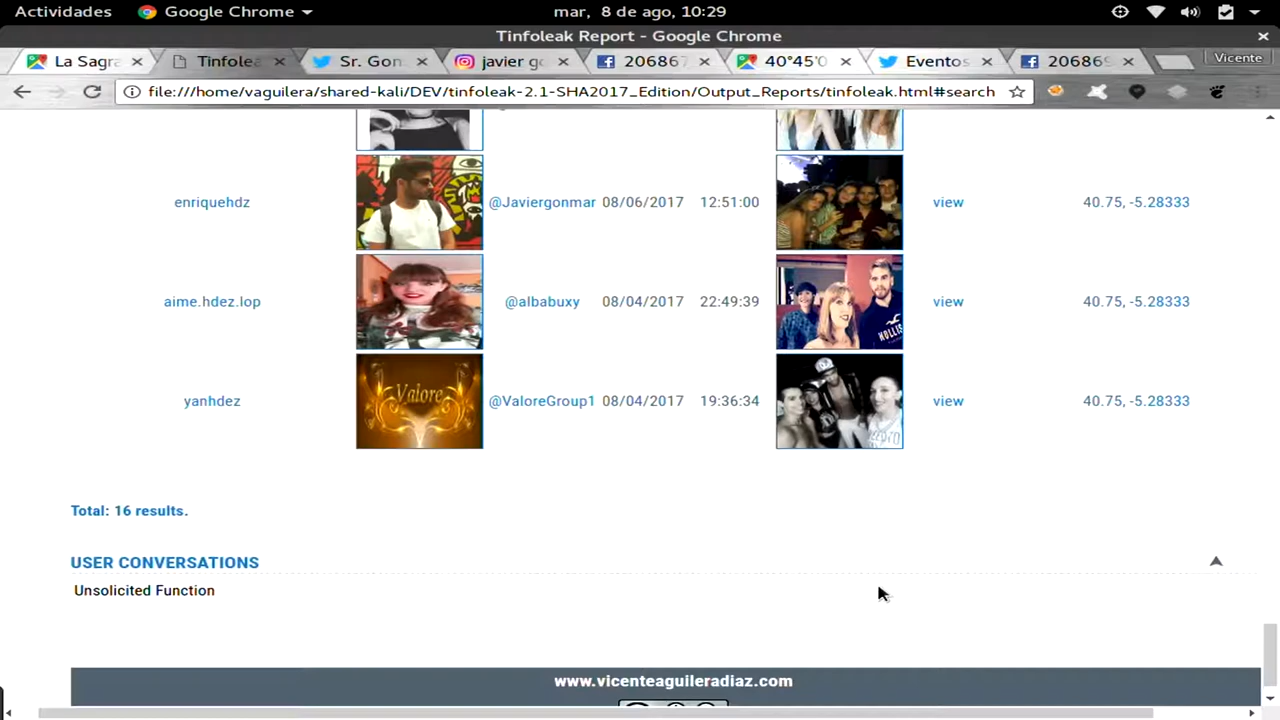 Actividades Google Chrome mar, 8 de ago, 10:29
Tinfoleak Report - Google Chrome
La Sagra Tinfolea Sr. Gon javier go 206867 40°45'0 Eventos 206869 Vicente
file:///home/vaguilera/shared-kali/DEV/tinfoleak-2.1-SHA2017_Edition/Output_Reports/tinfoleak.html#search
enriquehdz @Javiergonmar 08/06/2017 12:51:00 view 40.75, -5.28333
aime.hdez.lop @albabuxy 08/04/2017 22:49:39 view 40.75, -5.28333
HOLLIS
yanhdez Valore @ValoreGroup1 08/04/2017 19:36:34 view 40.75, -5.28333
Total: 16 results.
USER CONVERSATIONS
Unsolicited Function
www.vicenteaguileradiaz.com